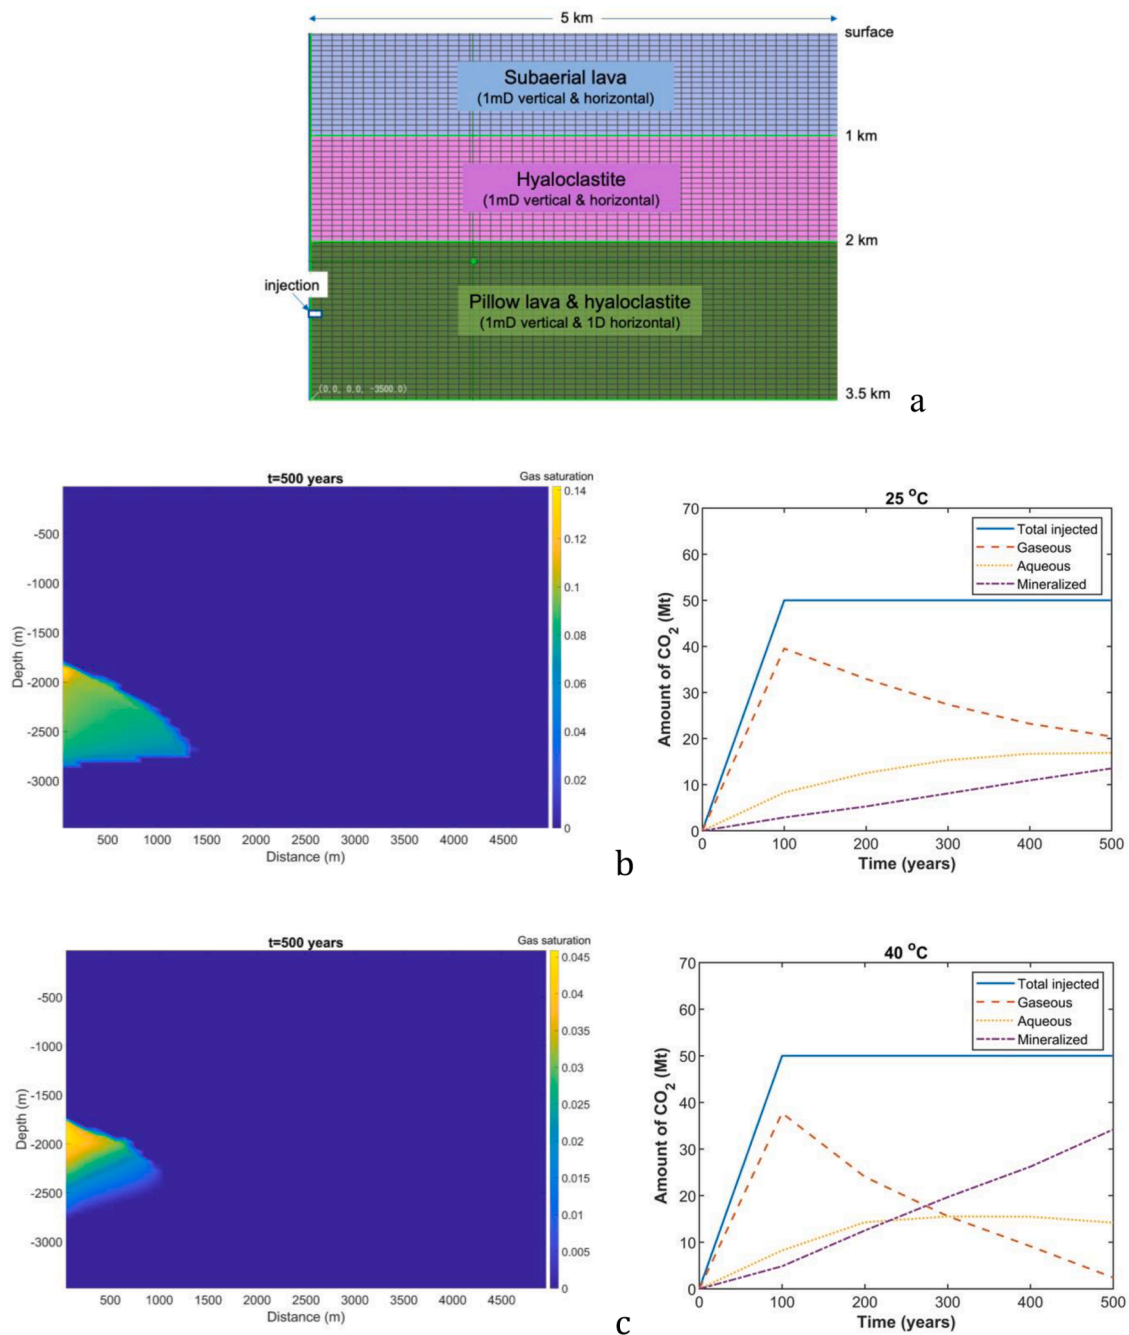 5 km
surface
Subaerial lava
(1mD vertical & horizontal)
1 km
Hyaloclastite
(1mD vertical & horizontal)
2 km
injection
Pillow lava & hyaloclastite
(1mD vertical & 1D horizontal)
(0.0, 0.0, -3500.0)
3.5 km
a
t=500 years
Gas saturation
0.14
0.12
0.1
0.08
0.06
0.04
0.02
0
-500
-1000
-1500
-2000
-2500
-3000
Depth (m)
500 1000 1500 2000 2500 3000 3500 4000 4500
Distance (m)
b
25 °C
70
60
50
40
30
20
10
0
Amount of CO2 (Mt)
Total injected
Gaseous
Aqueous
Mineralized
0 100 200 300 400 500
Time (years)
t=500 years
Gas saturation
0.045
0.04
0.035
0.03
0.025
0.02
0.015
0.01
0.005
0
-500
-1000
-1500
-2000
-2500
-3000
Depth (m)
500 1000 1500 2000 2500 3000 3500 4000 4500
Distance (m)
c
40 °C
70
60
50
40
30
20
10
0
Amount of CO2 (Mt)
Total injected
Gaseous
Aqueous
Mineralized
0 100 200 300 400 500
Time (years)